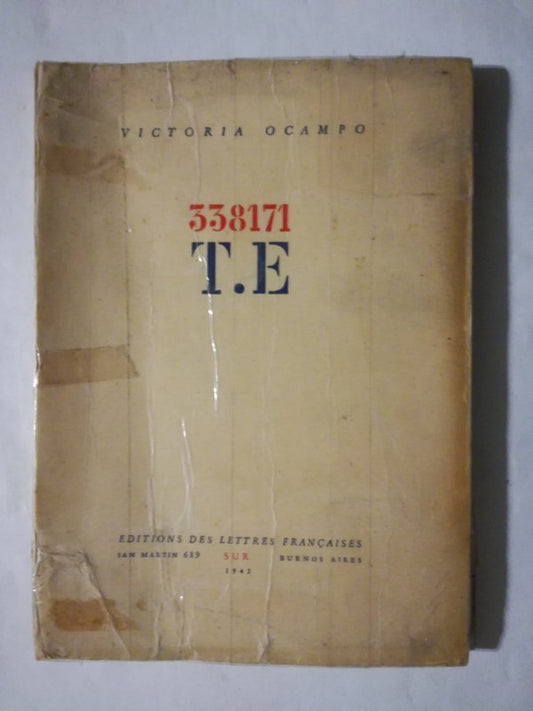 VICTORIA OCAMPO
338171
T.E
EDITIONS DES LETTRES FRANÇAISES
SAN MARTIN 689 SUR BUENOS AIRES
1942